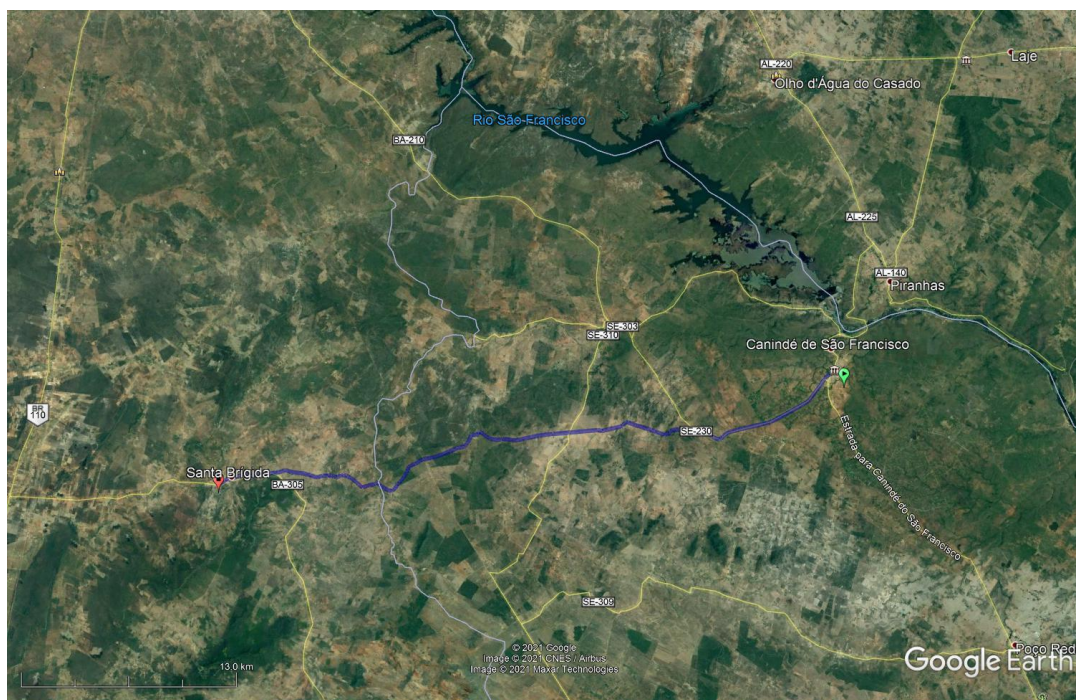 Laje
AL-220
Olho d'Água do Casado
Rio São Francisco
BA-210
AL-225
AL-140
Piranhas
SE-303
SE-310
Canindé de São Francisco
BR
110
SE-230
Estrada para Canindé do São Francisco
Santa Brígida
BA-305
SE-309
© 2021 Google
Image © 2021 CNES / Airbus
Image © 2021 Maxar Technologies
13.0 km
Poço Red
Google Earth